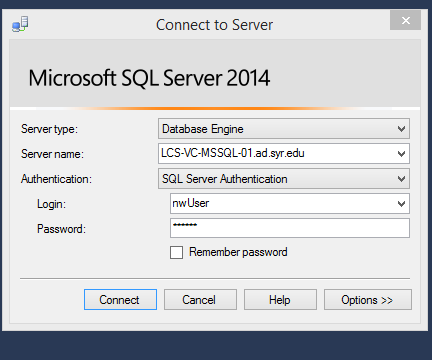 Connect to Server
Microsoft SQL Server 2014
Server type: Database Engine
Server name: LCS-VC-MSSQL-01.ad.syr.edu
Authentication: SQL Server Authentication
Login: nwUser
Password: ******
Remember password
Connect Cancel Help Options >>